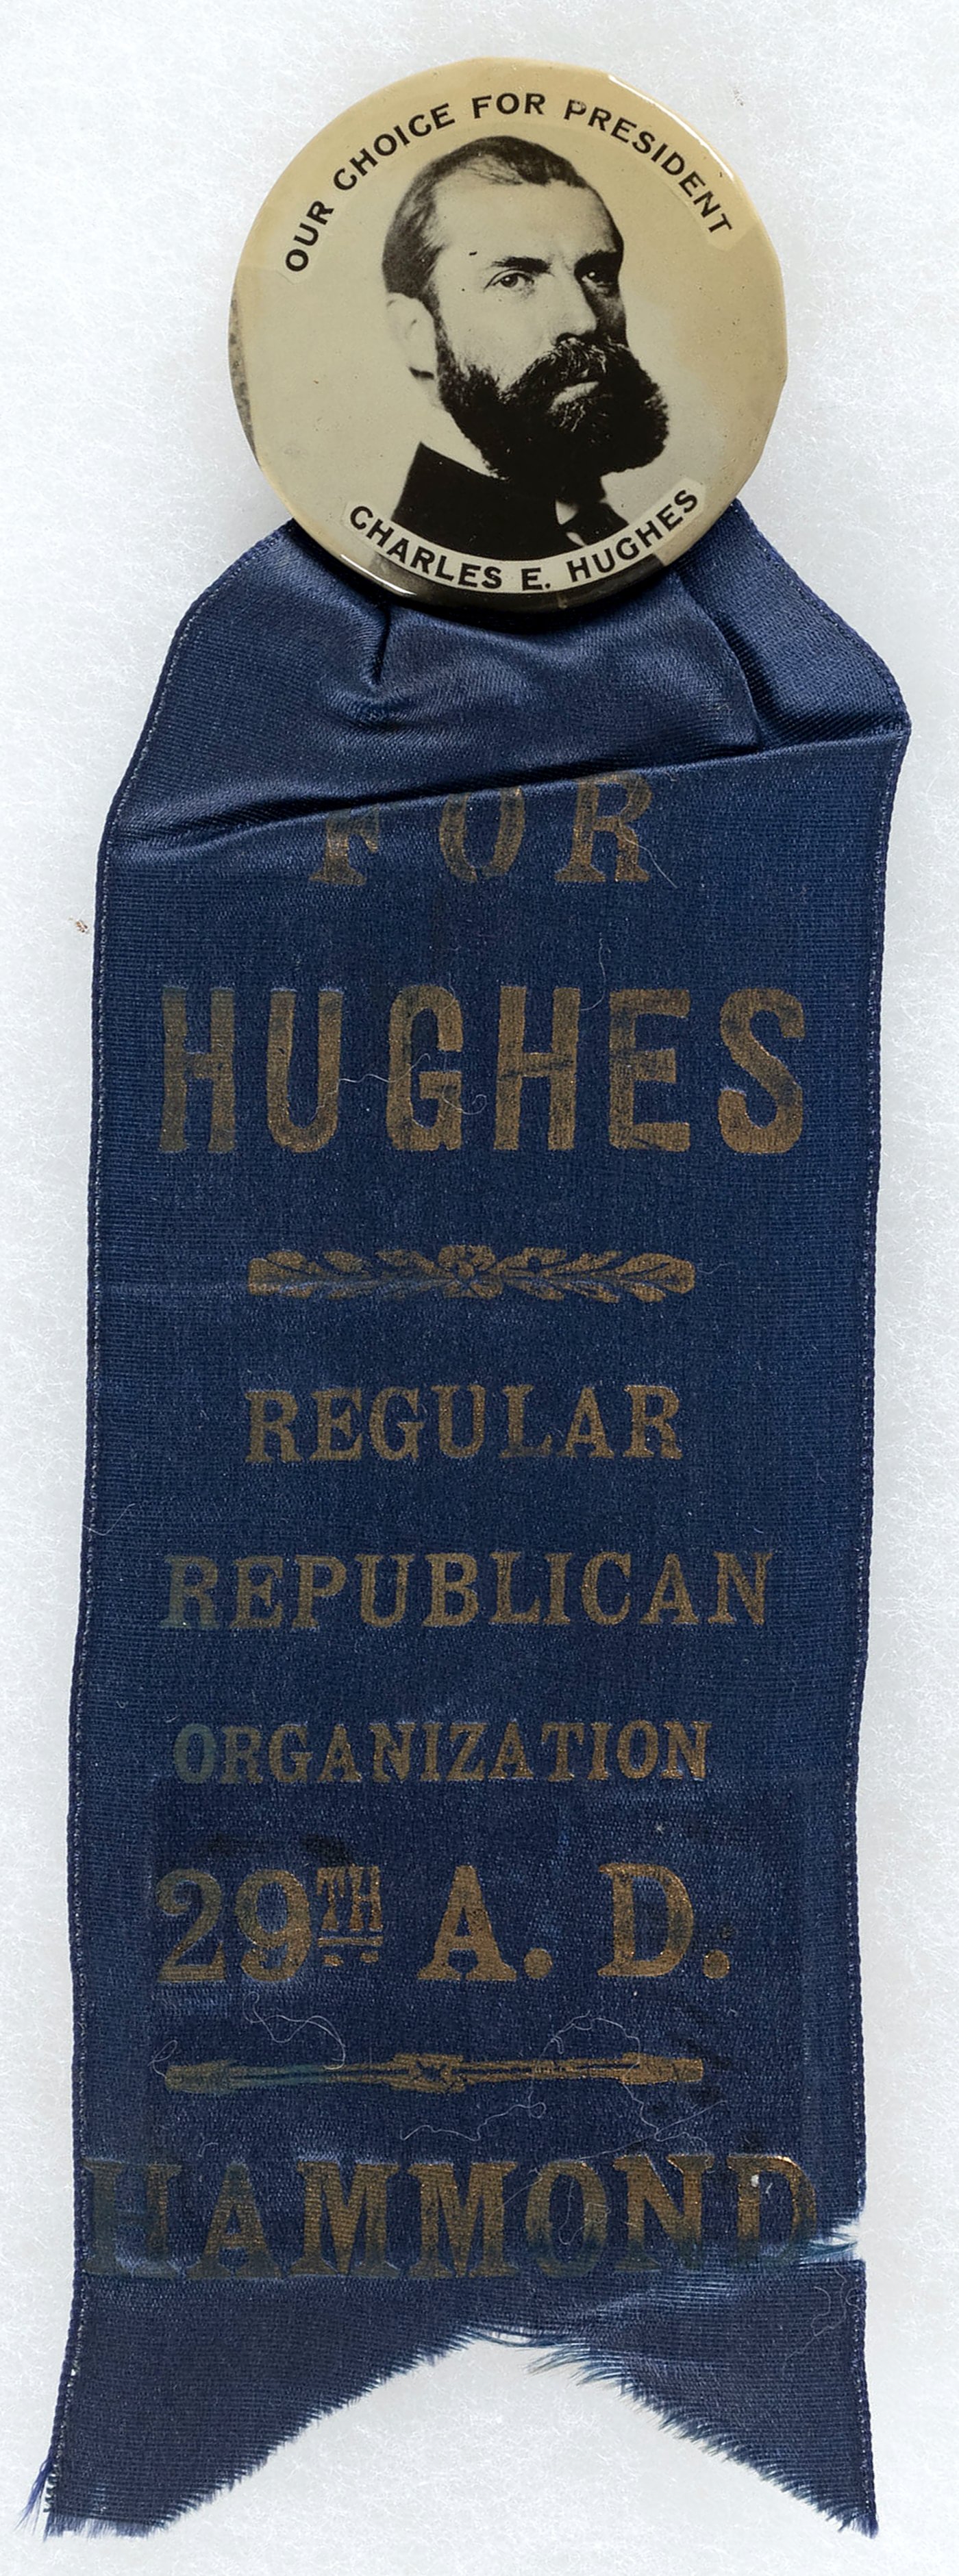 OUR CHOICE FOR PRESIDENT
CHARLES E. HUGHES
FOR
HUGHES
REGULAR
REPUBLICAN
ORGANIZATION
29TH A. D.
HAMMOND